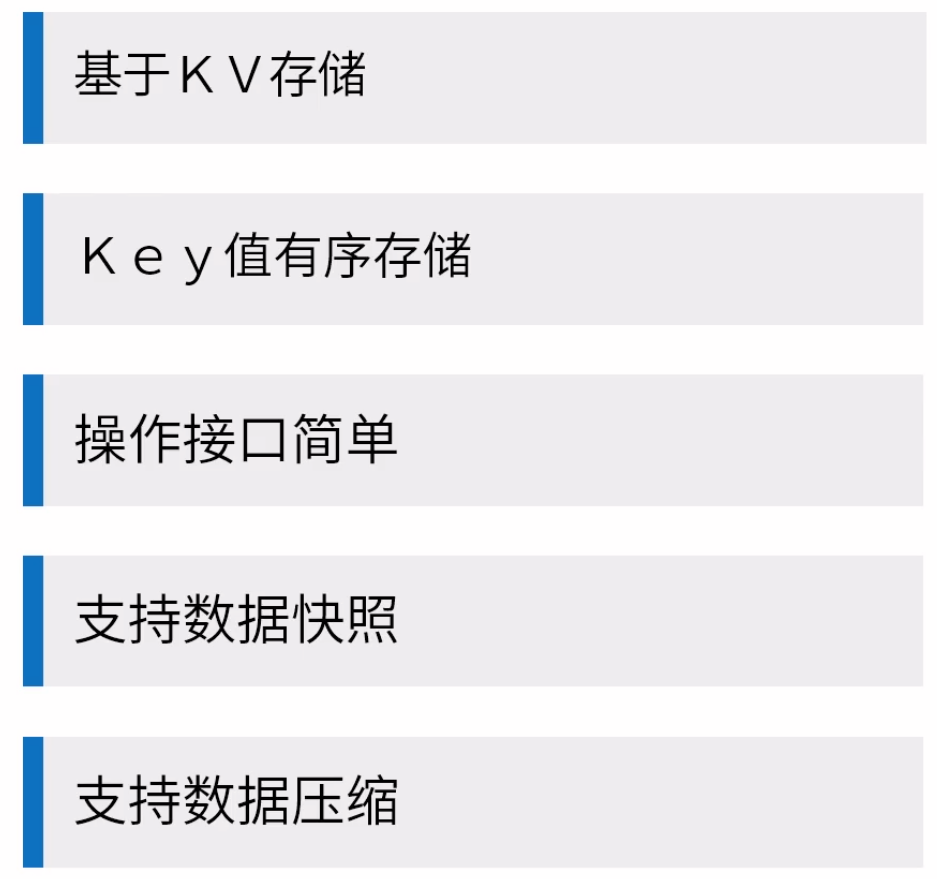 基于ＫＶ存储
Ｋｅｙ值有序存储
操作接口简单
支持数据快照
支持数据压缩